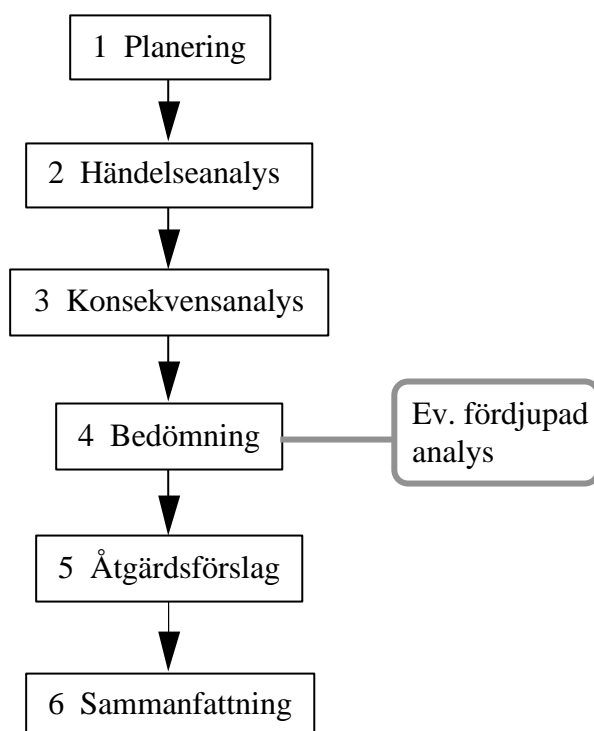 1 Planering
2 Händelseanalys
3 Konsekvensanalys
4 Bedömning
Ev. fördjupad
analys
5 Åtgärdsförslag
6 Sammanfattning